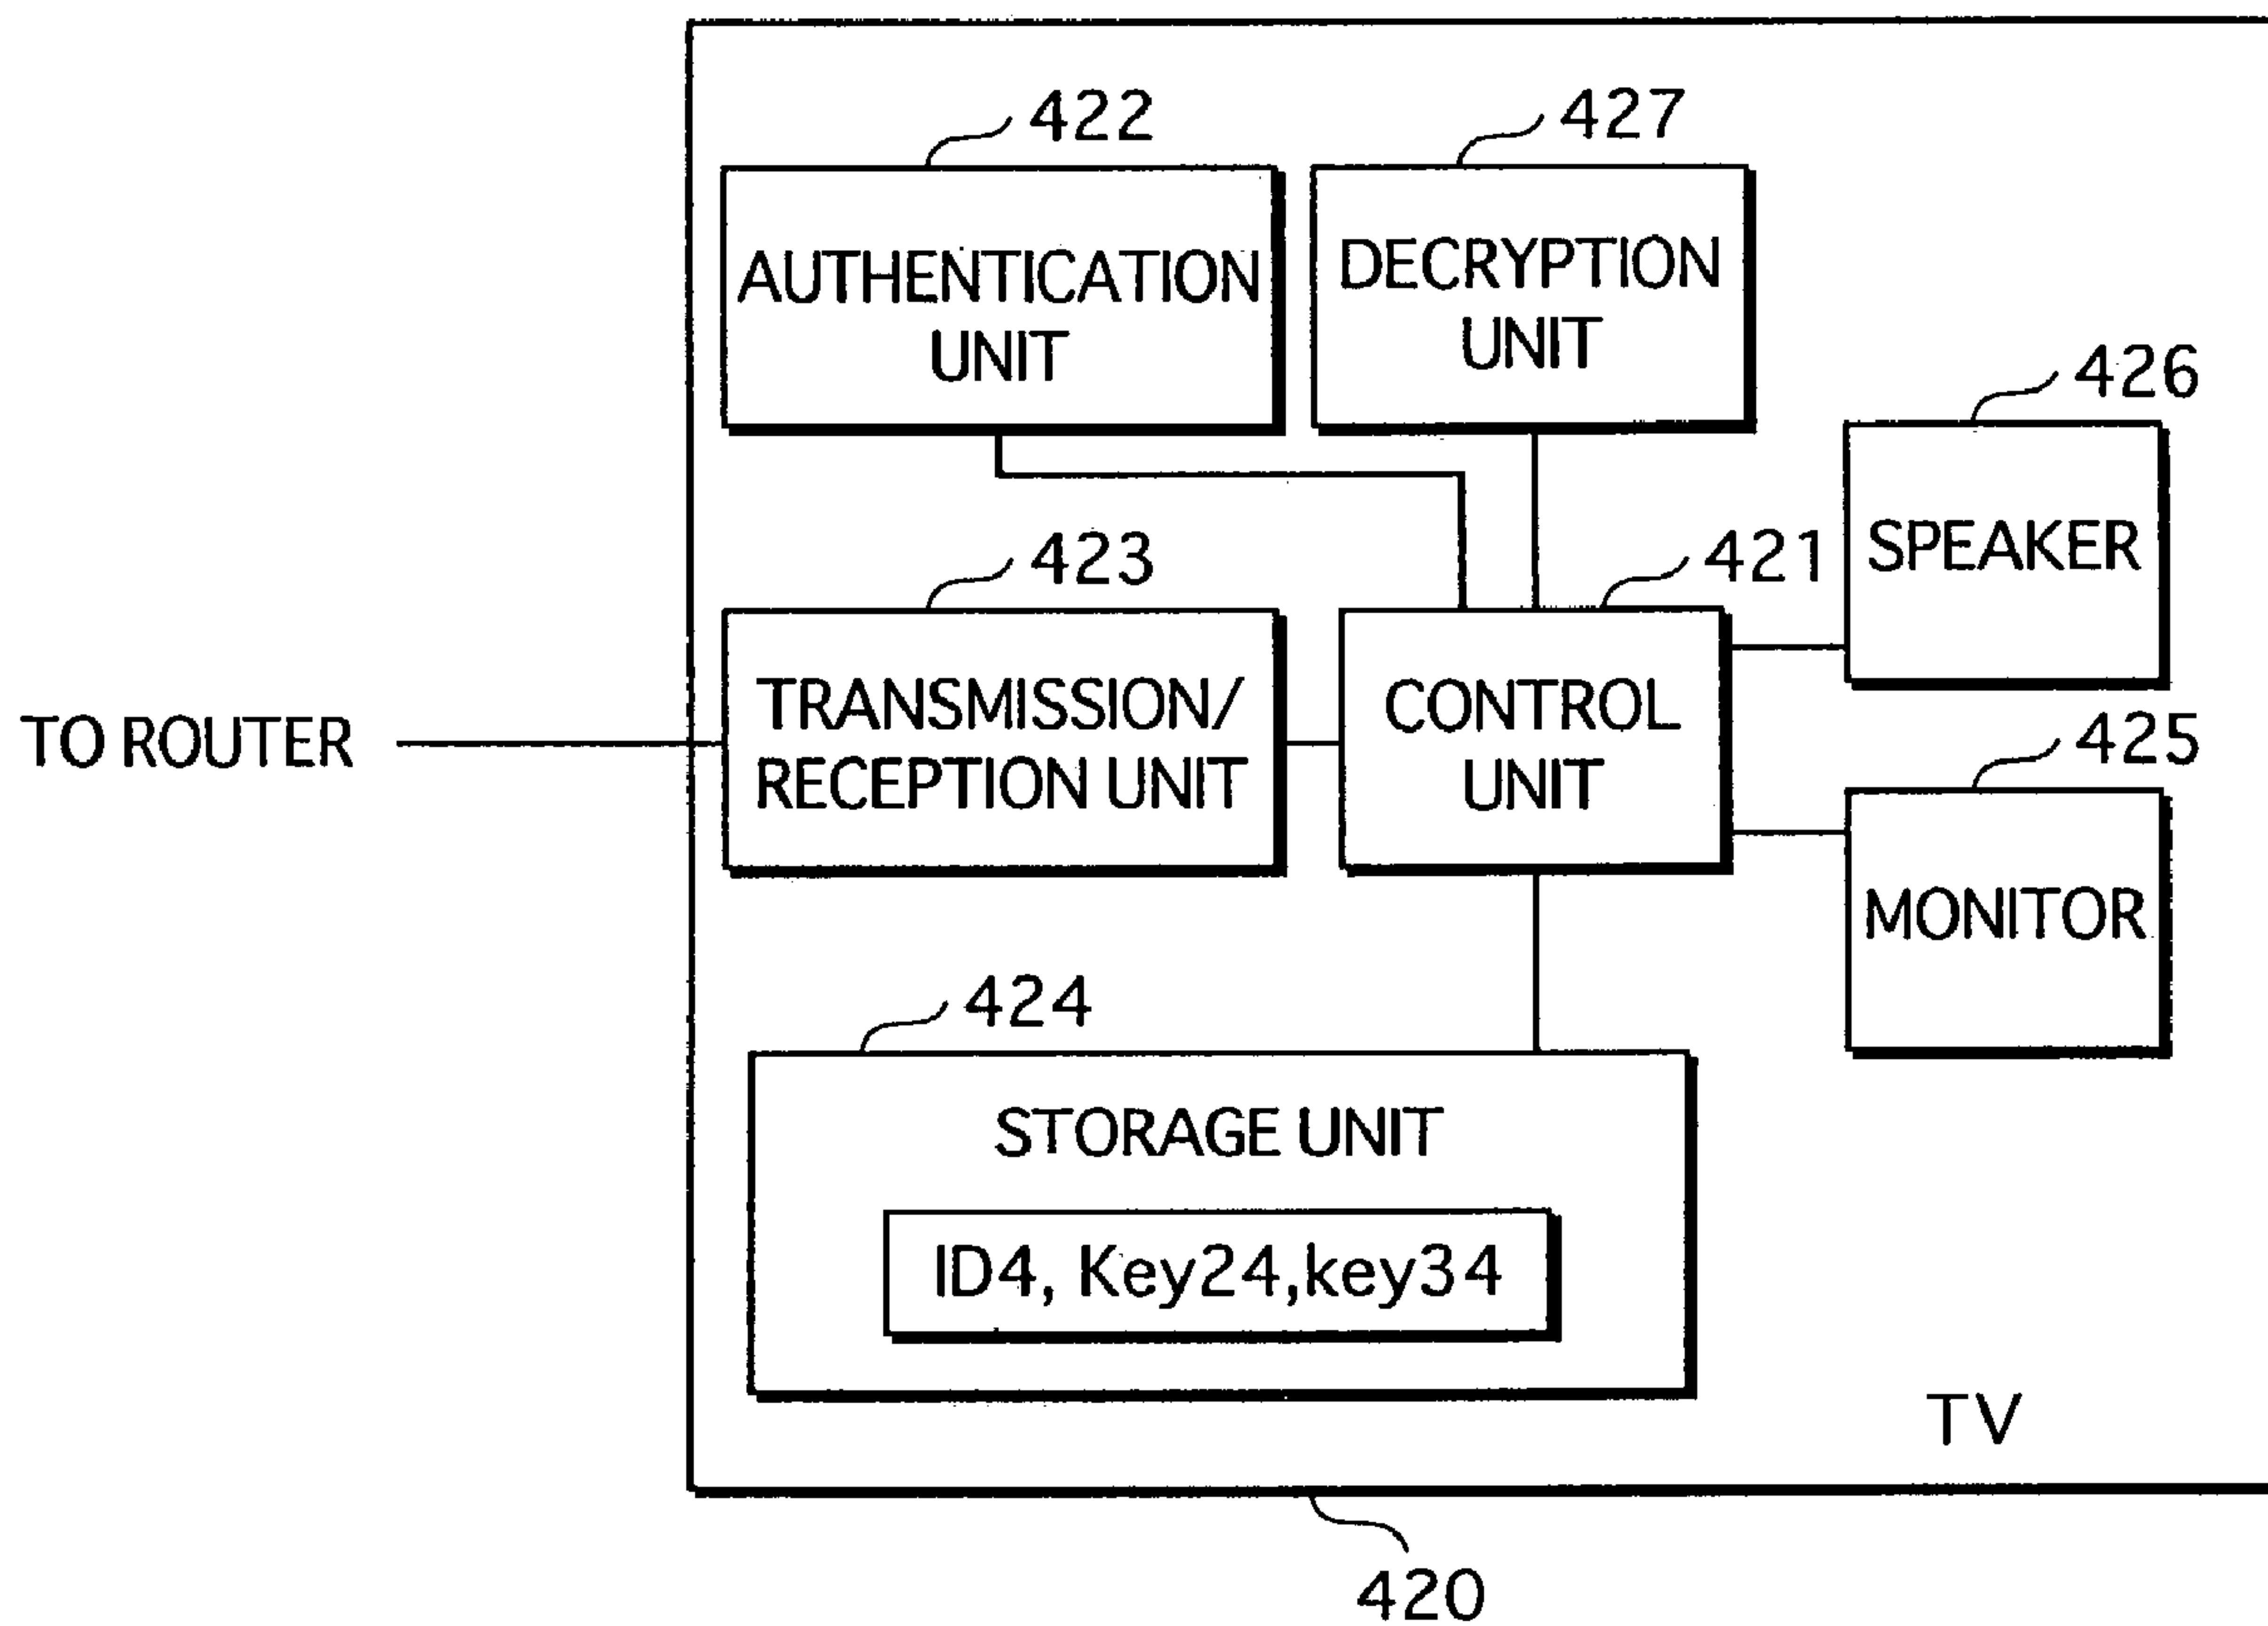 422
427
AUTHENTICATION
UNIT
DECRYPTION
UNIT
426
SPEAKER
423
421
TRANSMISSION/
RECEPTION UNIT
CONTROL
UNIT
TO ROUTER
425
MONITOR
424
STORAGE UNIT
ID4, Key24,key34
TV
420